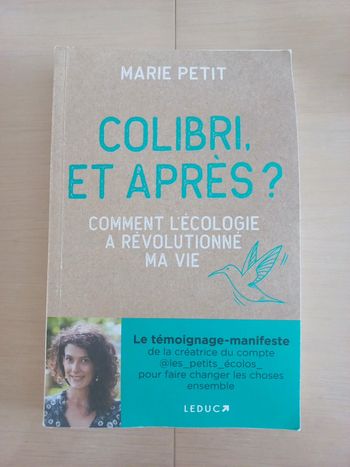 MARIE PETIT
COLIBRI,
ET APRÈS ?
COMMENT L'ÉCOLOGIE
A RÉVOLUTIONNÉ
MA VIE
Le témoignage-manifeste
de la créatrice du compte
@les_petits_écolos_
pour faire changer les choses
ensemble
LEDUC